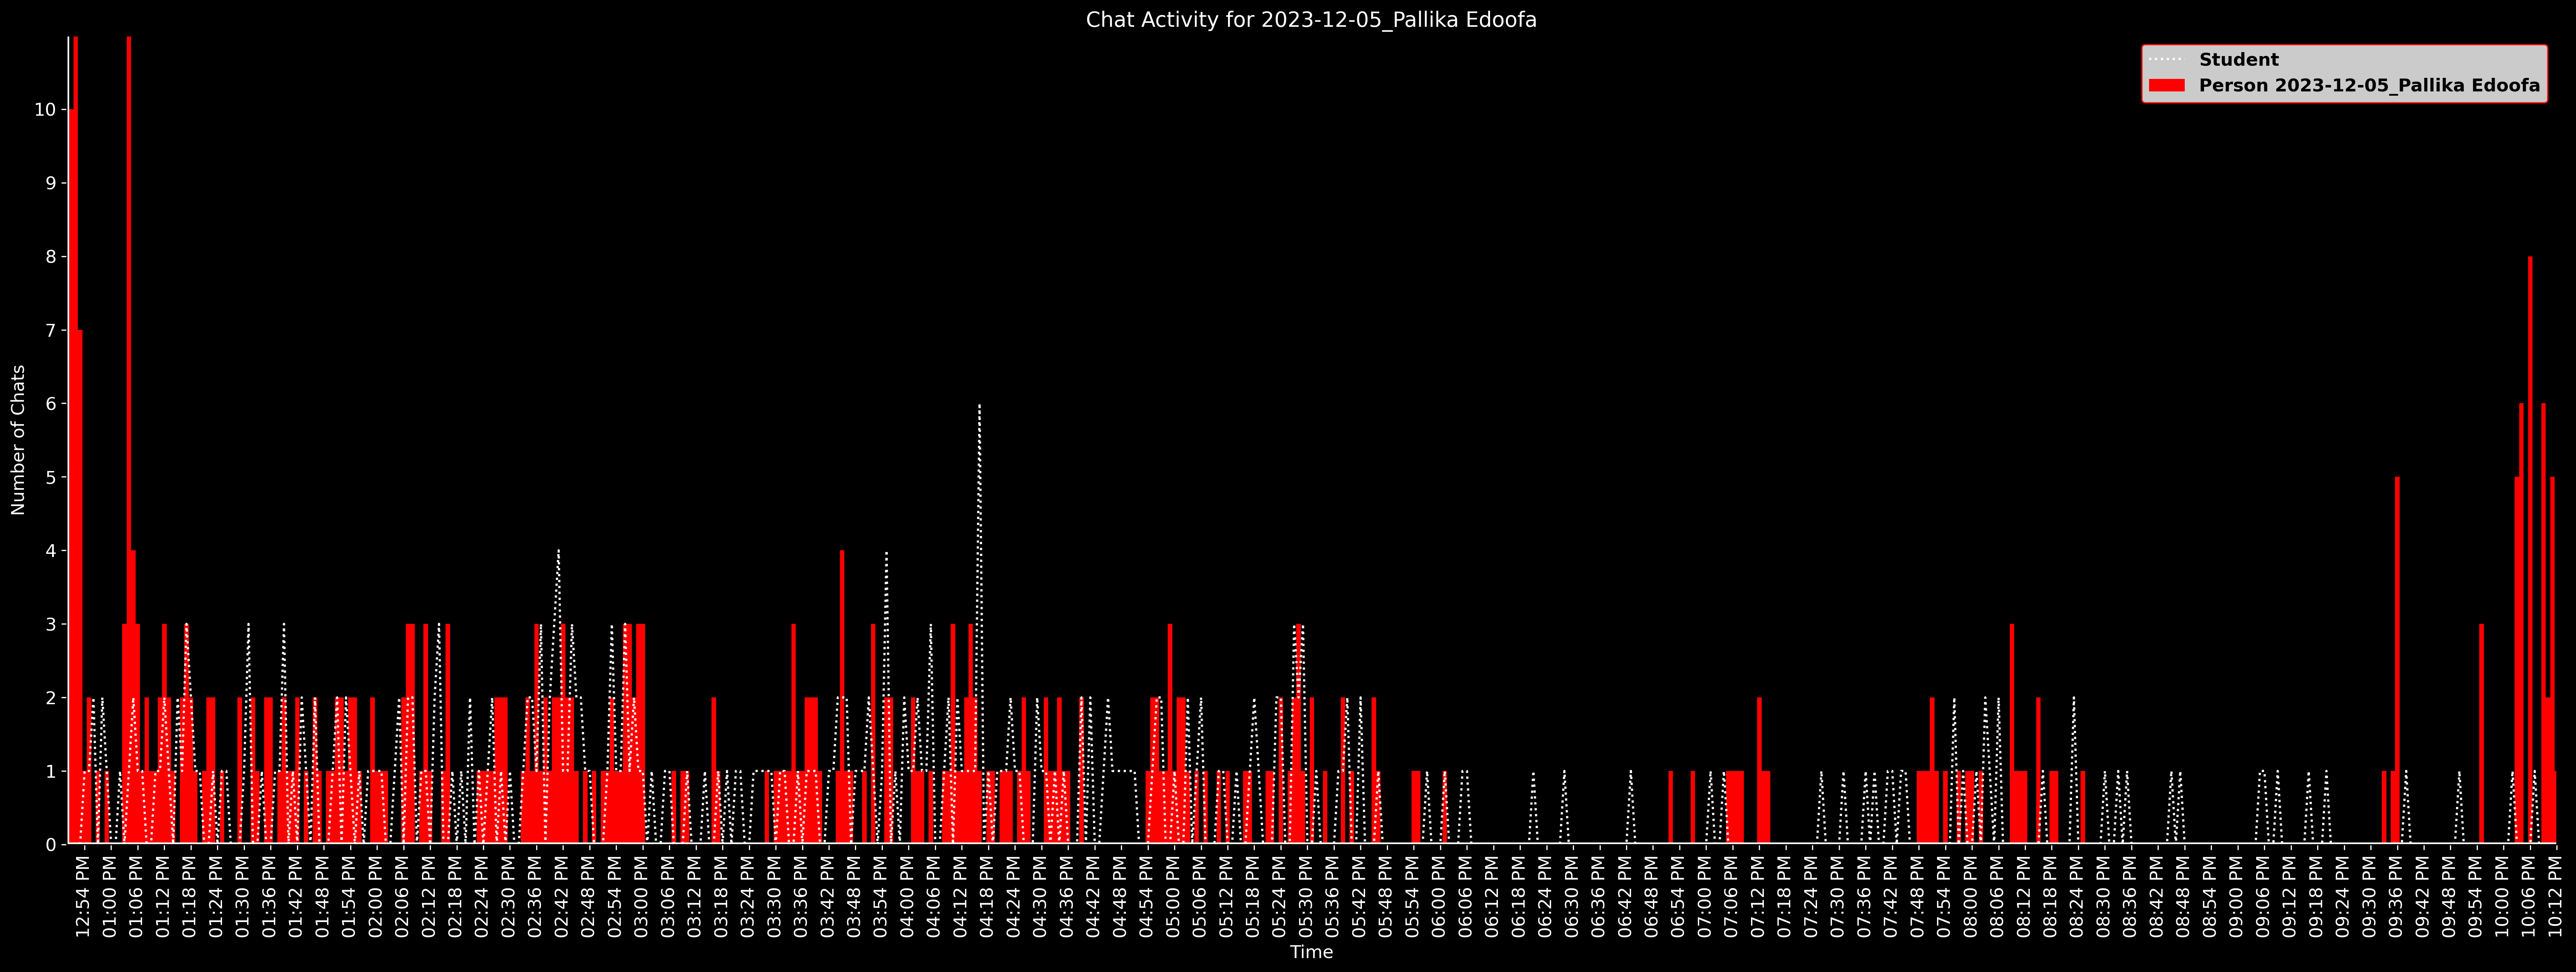 Chat Activity for 2023-12-05_Pallika Edoofa
Student
Person 2023-12-05_Pallika Edoofa
Number of Chats
10
9
8
7
6
5
4
3
2
1
0
12:54 PM
01:00 PM
01:06 PM
01:12 PM
01:18 PM
01:24 PM
01:30 PM
01:36 PM
01:42 PM
01:48 PM
01:54 PM
02:00 PM
02:06 PM
02:12 PM
02:18 PM
02:24 PM
02:30 PM
02:36 PM
02:42 PM
02:48 PM
02:54 PM
03:00 PM
03:06 PM
03:12 PM
03:18 PM
03:24 PM
03:30 PM
03:36 PM
03:42 PM
03:48 PM
03:54 PM
04:00 PM
04:06 PM
04:12 PM
04:18 PM
04:24 PM
04:30 PM
04:36 PM
04:42 PM
04:48 PM
04:54 PM
05:00 PM
05:06 PM
05:12 PM
05:18 PM
05:24 PM
05:30 PM
05:36 PM
05:42 PM
05:48 PM
05:54 PM
06:00 PM
06:06 PM
06:12 PM
06:18 PM
06:24 PM
06:30 PM
06:36 PM
06:42 PM
06:48 PM
06:54 PM
07:00 PM
07:06 PM
07:12 PM
07:18 PM
07:24 PM
07:30 PM
07:36 PM
07:42 PM
07:48 PM
07:54 PM
08:00 PM
08:06 PM
08:12 PM
08:18 PM
08:24 PM
08:30 PM
08:36 PM
08:42 PM
08:48 PM
08:54 PM
09:00 PM
09:06 PM
09:12 PM
09:18 PM
09:24 PM
09:30 PM
09:36 PM
09:42 PM
09:48 PM
09:54 PM
10:00 PM
10:06 PM
10:12 PM
Time